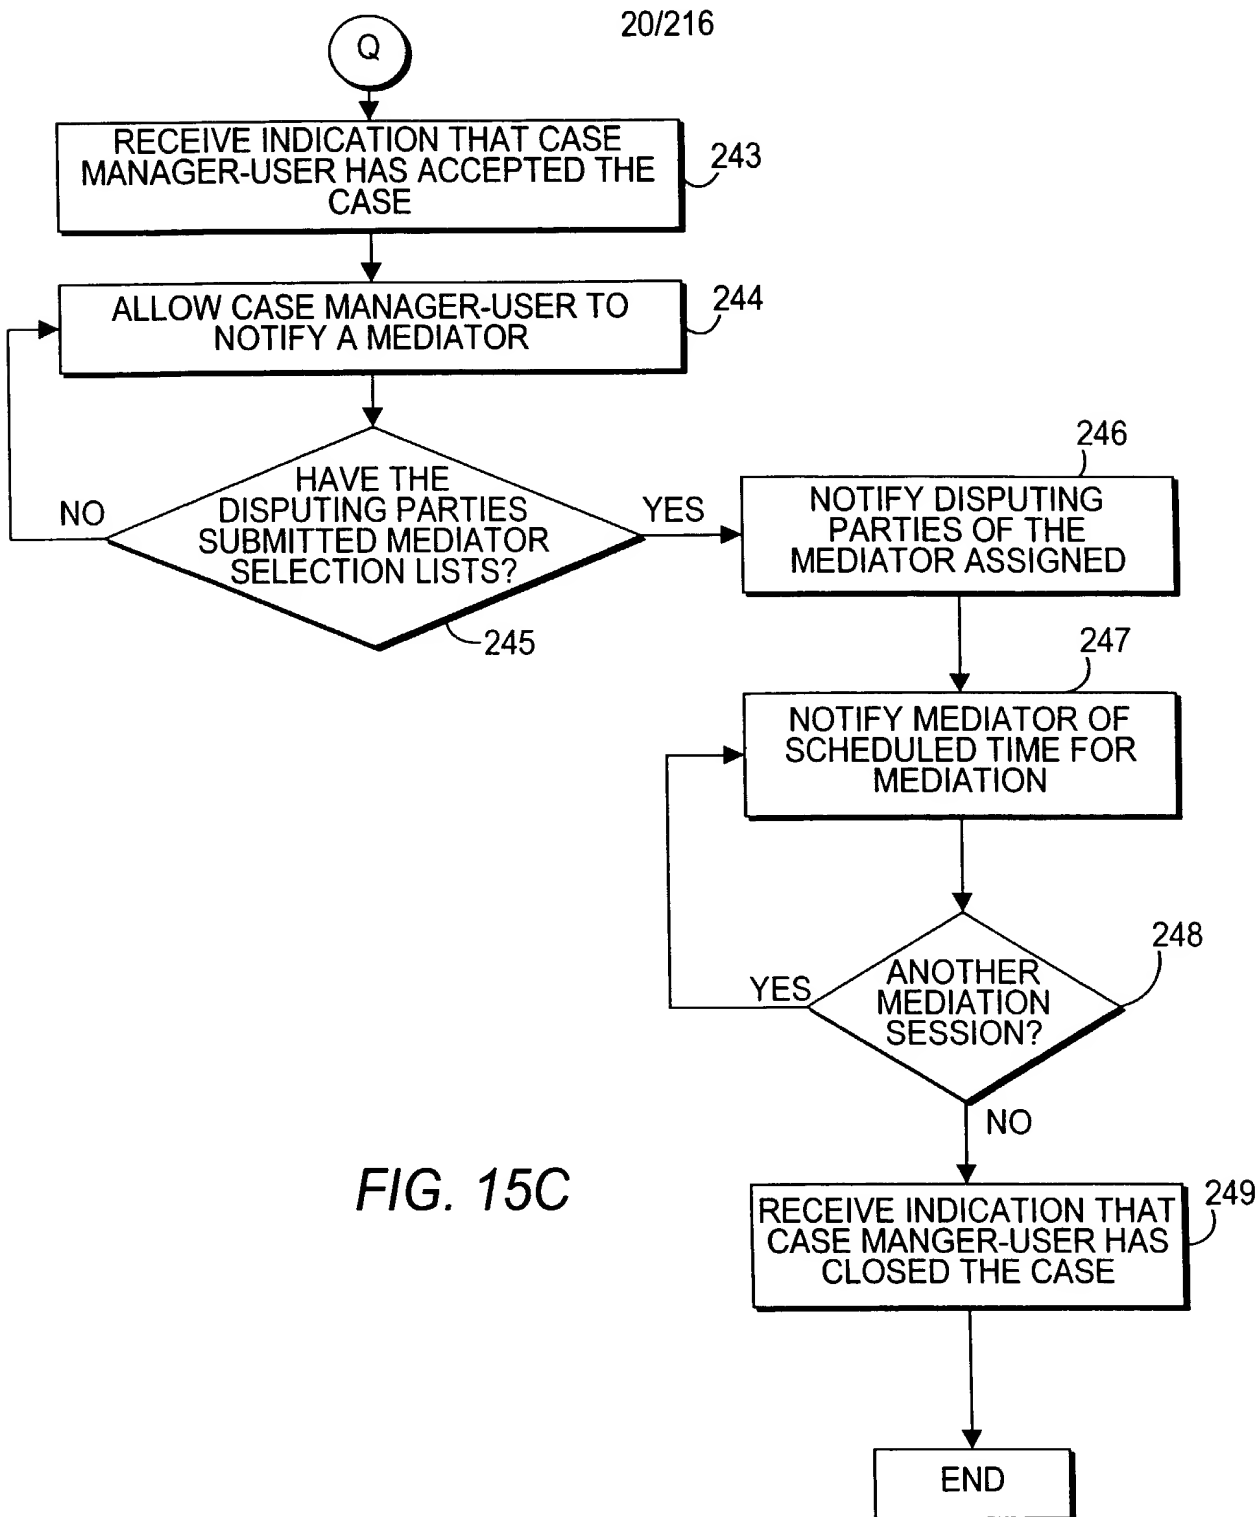 20/216
Q
RECEIVE INDICATION THAT CASE
MANAGER-USER HAS ACCEPTED THE
CASE
243
ALLOW CASE MANAGER-USER TO
NOTIFY A MEDIATOR
244
HAVE THE
DISPUTING PARTIES
SUBMITTED MEDIATOR
SELECTION LISTS?
NO
YES
245
246
NOTIFY DISPUTING
PARTIES OF THE
MEDIATOR ASSIGNED
247
NOTIFY MEDIATOR OF
SCHEDULED TIME FOR
MEDIATION
248
ANOTHER
MEDIATION
SESSION?
YES
NO
FIG. 15C
RECEIVE INDICATION THAT
CASE MANGER-USER HAS
CLOSED THE CASE
249
END